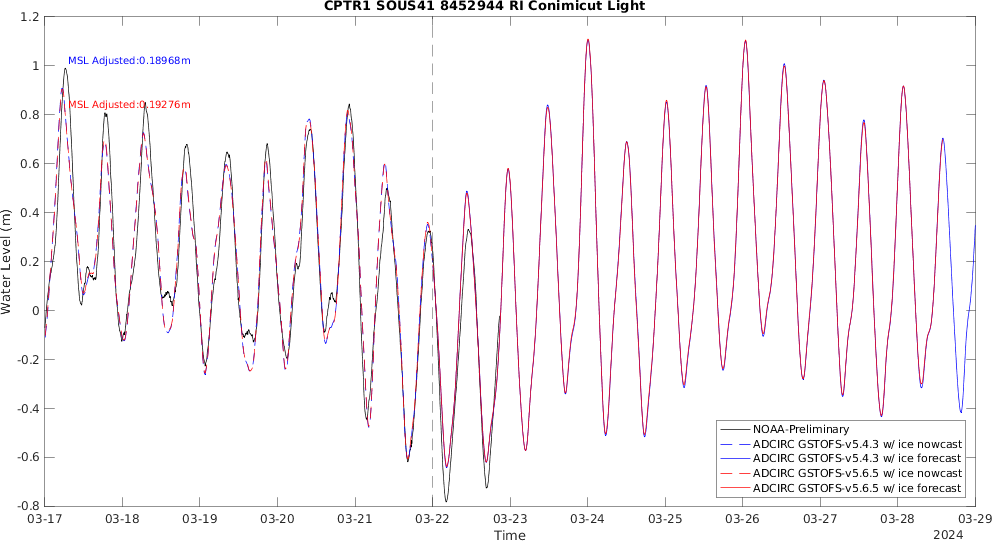 CPTR1 SOUS41 8452944 RI Conimicut Light
1.2
1
0.8
0.6
0.4
0.2
0
-0.2
-0.4
-0.6
-0.8
Water Level (m)
MSL Adjusted:0.18968m
MSL Adjusted:0.19276m
NOAA-Preliminary
ADCIRC GSTOFS-v5.4.3 w/ ice nowcast
ADCIRC GSTOFS-v5.4.3 w/ ice forecast
ADCIRC GSTOFS-v5.6.5 w/ ice nowcast
ADCIRC GSTOFS-v5.6.5 w/ ice forecast
03-17 03-18 03-19 03-20 03-21 03-22 03-23 03-24 03-25 03-26 03-27 03-28 03-29
Time
2024